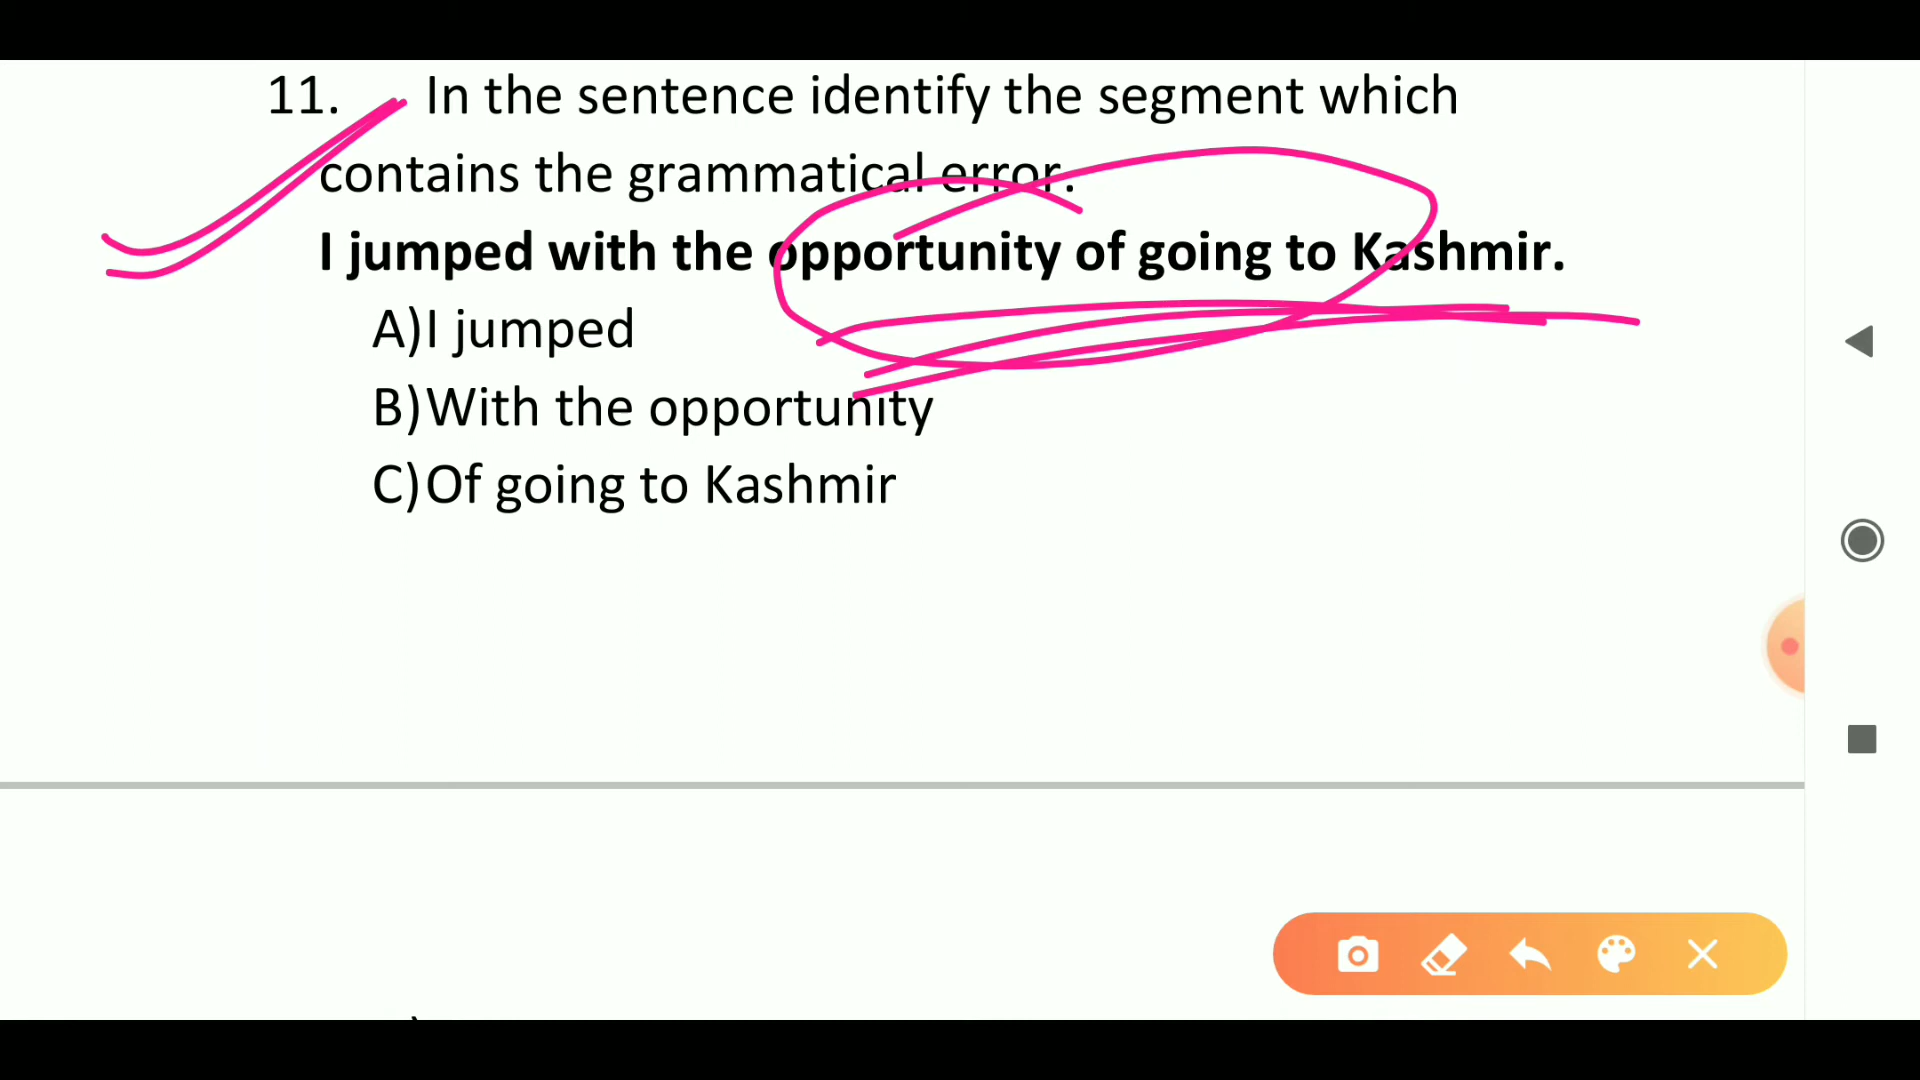 11. In the sentence identify the segment which
contains the grammatical error.
I jumped with the opportunity of going to Kashmir.
A) I jumped
B) With the opportunity
C) Of going to Kashmir